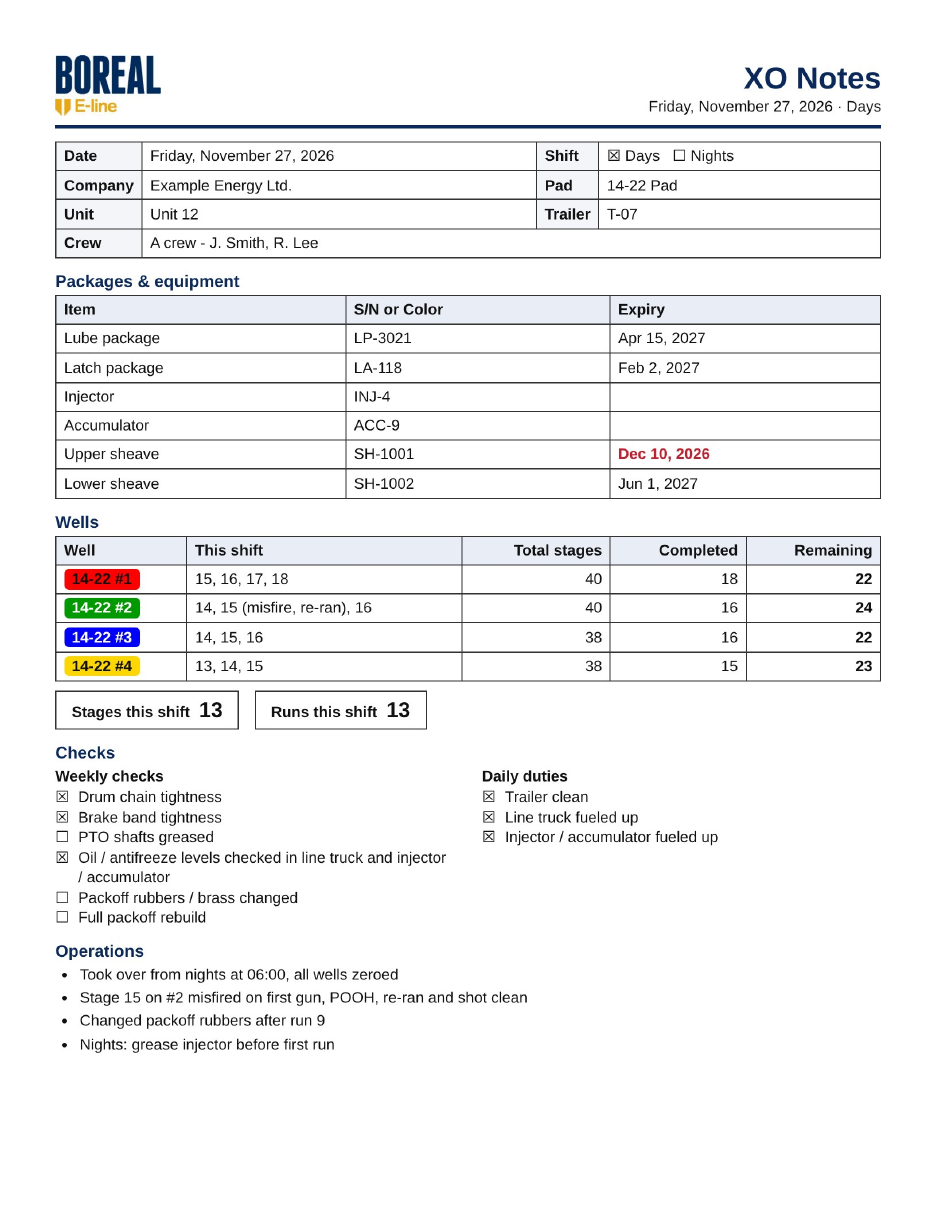 BOREAL
E-line
XO Notes
Friday, November 27, 2026 · Days
Date Friday, November 27, 2026 Shift ☒ Days ☐ Nights
Company Example Energy Ltd. Pad 14-22 Pad
Unit Unit 12 Trailer T-07
Crew A crew - J. Smith, R. Lee
Packages & equipment
Item S/N or Color Expiry
Lube package LP-3021 Apr 15, 2027
Latch package LA-118 Feb 2, 2027
Injector INJ-4
Accumulator ACC-9
Upper sheave SH-1001 Dec 10, 2026
Lower sheave SH-1002 Jun 1, 2027
Wells
Well This shift Total stages Completed Remaining
14-22 #1 15, 16, 17, 18 40 18 22
14-22 #2 14, 15 (misfire, re-ran), 16 40 16 24
14-22 #3 14, 15, 16 38 16 22
14-22 #4 13, 14, 15 38 15 23
Stages this shift 13 Runs this shift 13
Checks
Weekly checks
☒ Drum chain tightness
☒ Brake band tightness
☐ PTO shafts greased
☒ Oil / antifreeze levels checked in line truck and injector
/ accumulator
☐ Packoff rubbers / brass changed
☐ Full packoff rebuild
Daily duties
☒ Trailer clean
☒ Line truck fueled up
☒ Injector / accumulator fueled up
Operations
• Took over from nights at 06:00, all wells zeroed
• Stage 15 on #2 misfired on first gun, POOH, re-ran and shot clean
• Changed packoff rubbers after run 9
• Nights: grease injector before first run